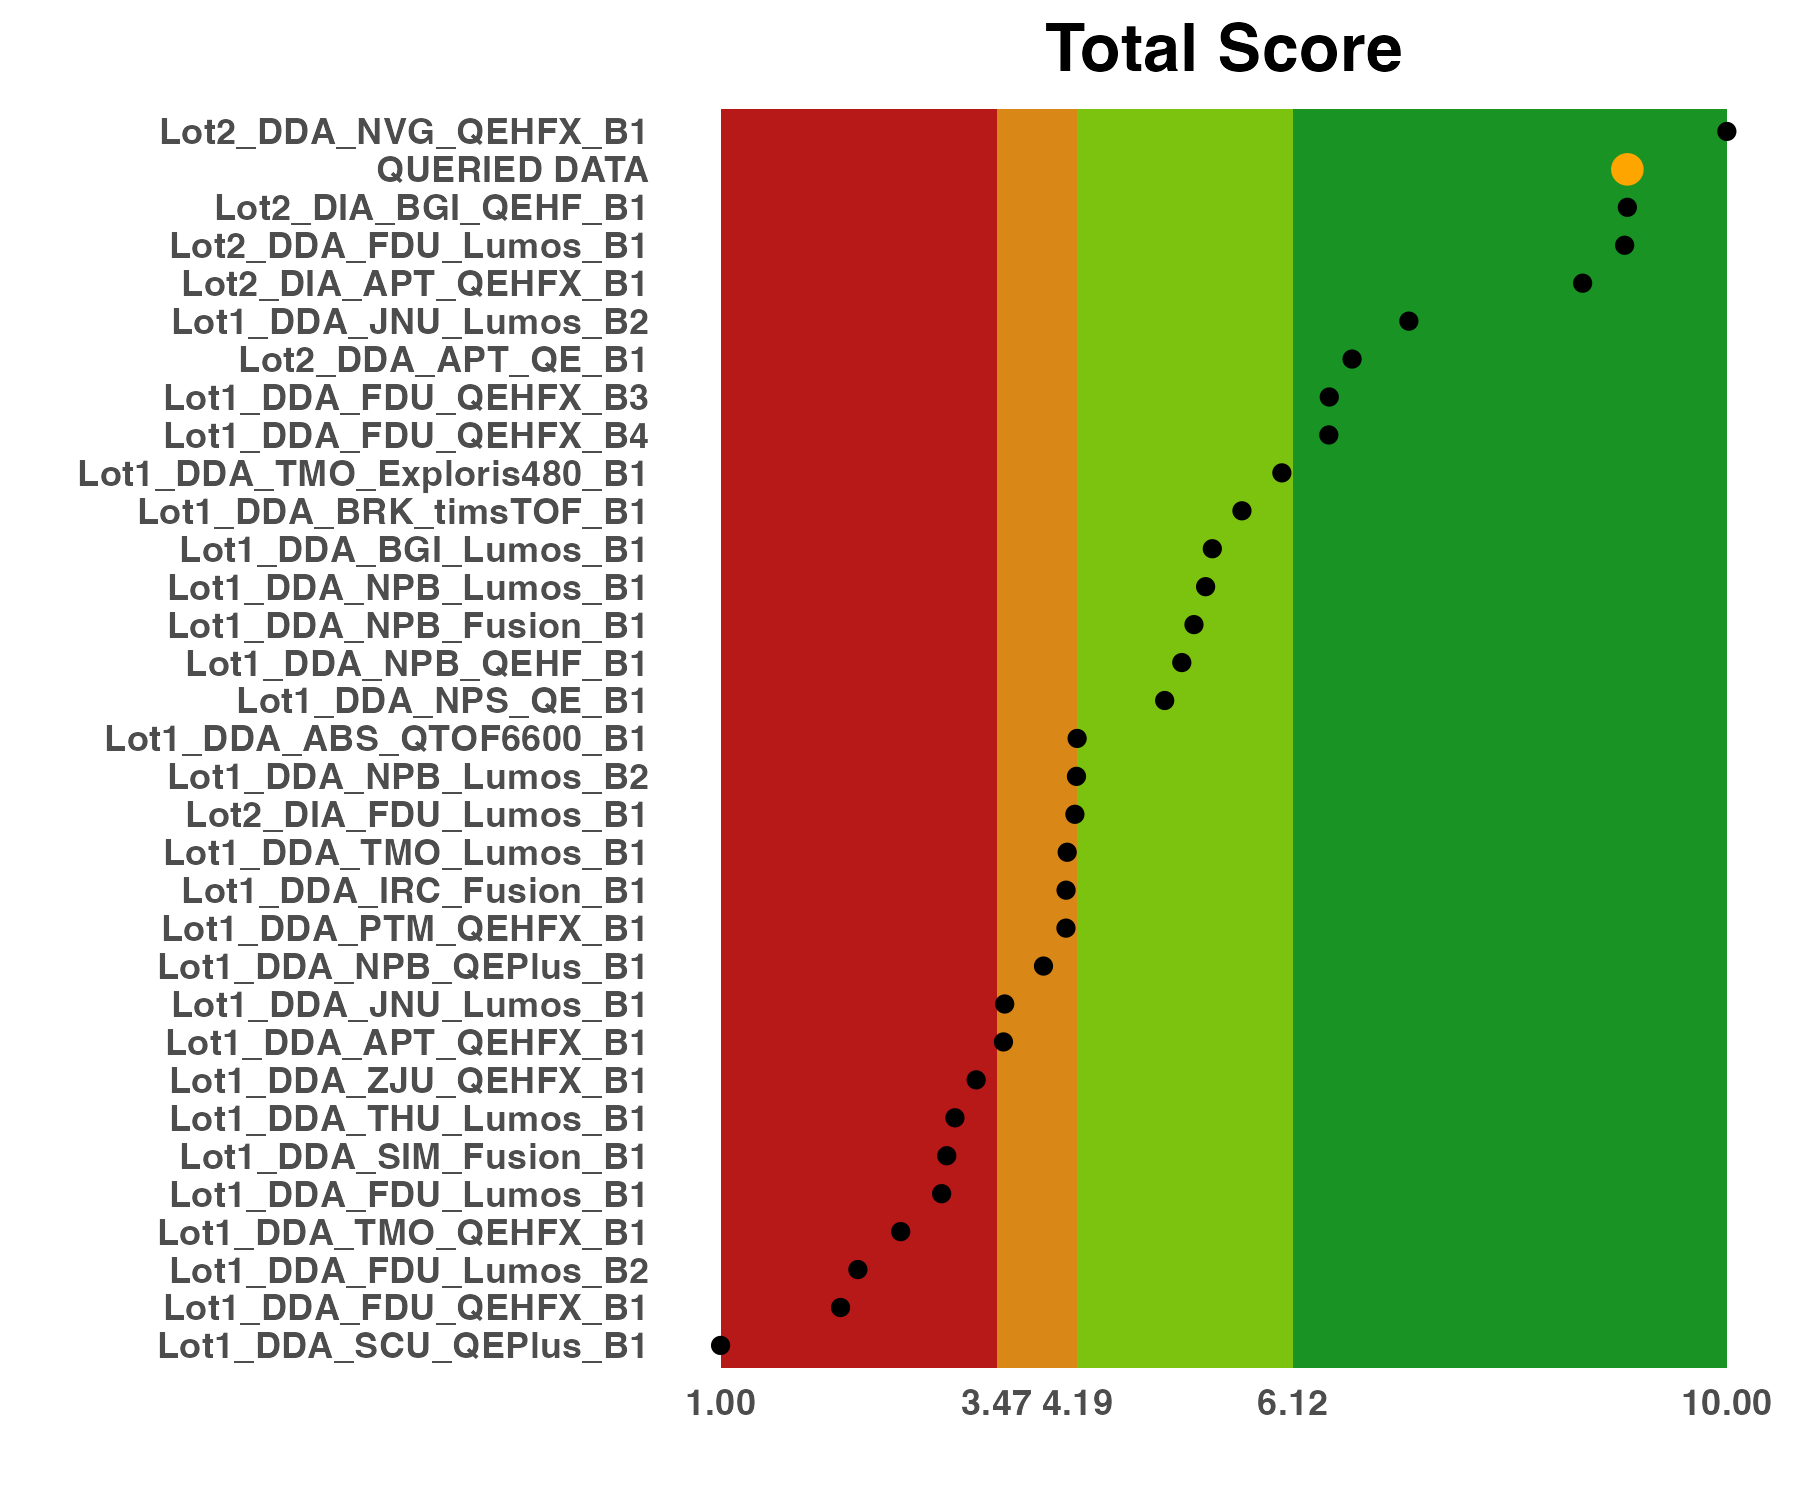 Total Score
Lot2_DDA_NVG_QEHFX_B1
QUERIED DATA
Lot2_DIA_BGI_QEHF_B1
Lot2_DDA_FDU_Lumos_B1
Lot2_DIA_APT_QEHFX_B1
Lot1_DDA_JNU_Lumos_B2
Lot2_DDA_APT_QE_B1
Lot1_DDA_FDU_QEHFX_B3
Lot1_DDA_FDU_QEHFX_B4
Lot1_DDA_TMO_Exploris480_B1
Lot1_DDA_BRK_timsTOF_B1
Lot1_DDA_BGI_Lumos_B1
Lot1_DDA_NPB_Lumos_B1
Lot1_DDA_NPB_Fusion_B1
Lot1_DDA_NPB_QEHF_B1
Lot1_DDA_NPS_QE_B1
Lot1_DDA_ABS_QTOF6600_B1
Lot1_DDA_NPB_Lumos_B2
Lot2_DIA_FDU_Lumos_B1
Lot1_DDA_TMO_Lumos_B1
Lot1_DDA_IRC_Fusion_B1
Lot1_DDA_PTM_QEHFX_B1
Lot1_DDA_NPB_QEPlus_B1
Lot1_DDA_JNU_Lumos_B1
Lot1_DDA_APT_QEHFX_B1
Lot1_DDA_ZJU_QEHFX_B1
Lot1_DDA_THU_Lumos_B1
Lot1_DDA_SIM_Fusion_B1
Lot1_DDA_FDU_Lumos_B1
Lot1_DDA_TMO_QEHFX_B1
Lot1_DDA_FDU_Lumos_B2
Lot1_DDA_FDU_QEHFX_B1
Lot1_DDA_SCU_QEPlus_B1
1.00 3.47 4.19 6.12 10.00